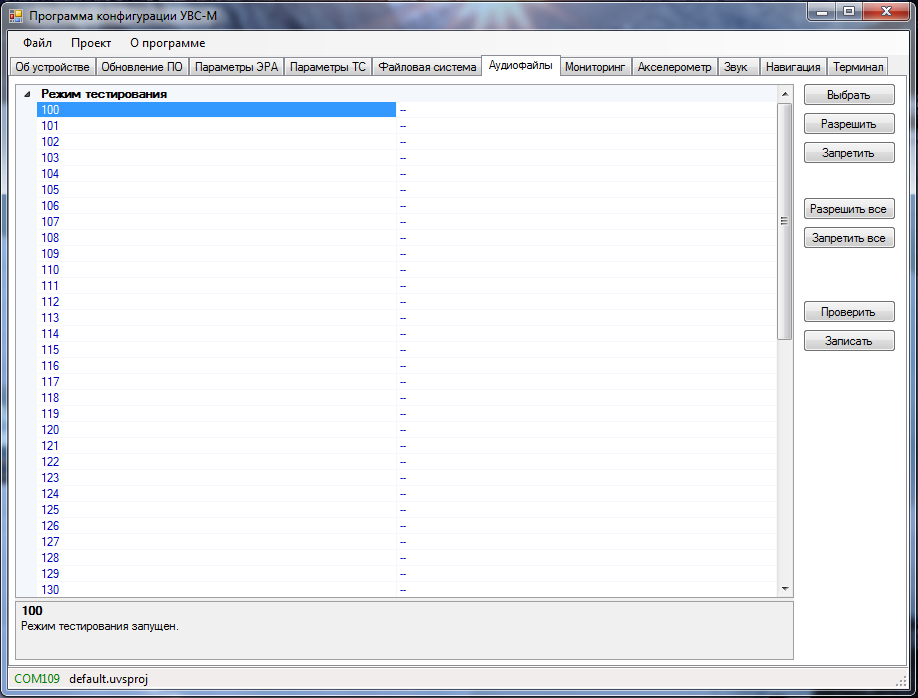 Программа конфигурации УВС-М
Файл Проект О программе
Об устройстве Обновление ПО Параметры ЭРА Параметры ТС Файловая система Аудиофайлы Мониторинг Акселерометр Звук Навигация Терминал
Режим тестирования
100 --
101 --
102 --
103 --
104 --
105 --
106 --
107 --
108 --
109 --
110 --
111 --
112 --
113 --
114 --
115 --
116 --
117 --
118 --
119 --
120 --
121 --
122 --
123 --
124 --
125 --
126 --
127 --
128 --
129 --
130 --
Выбрать
Разрешить
Запретить
Разрешить все
Запретить все
Проверить
Записать
100
Режим тестирования запущен.
COM109 default.uvsproj